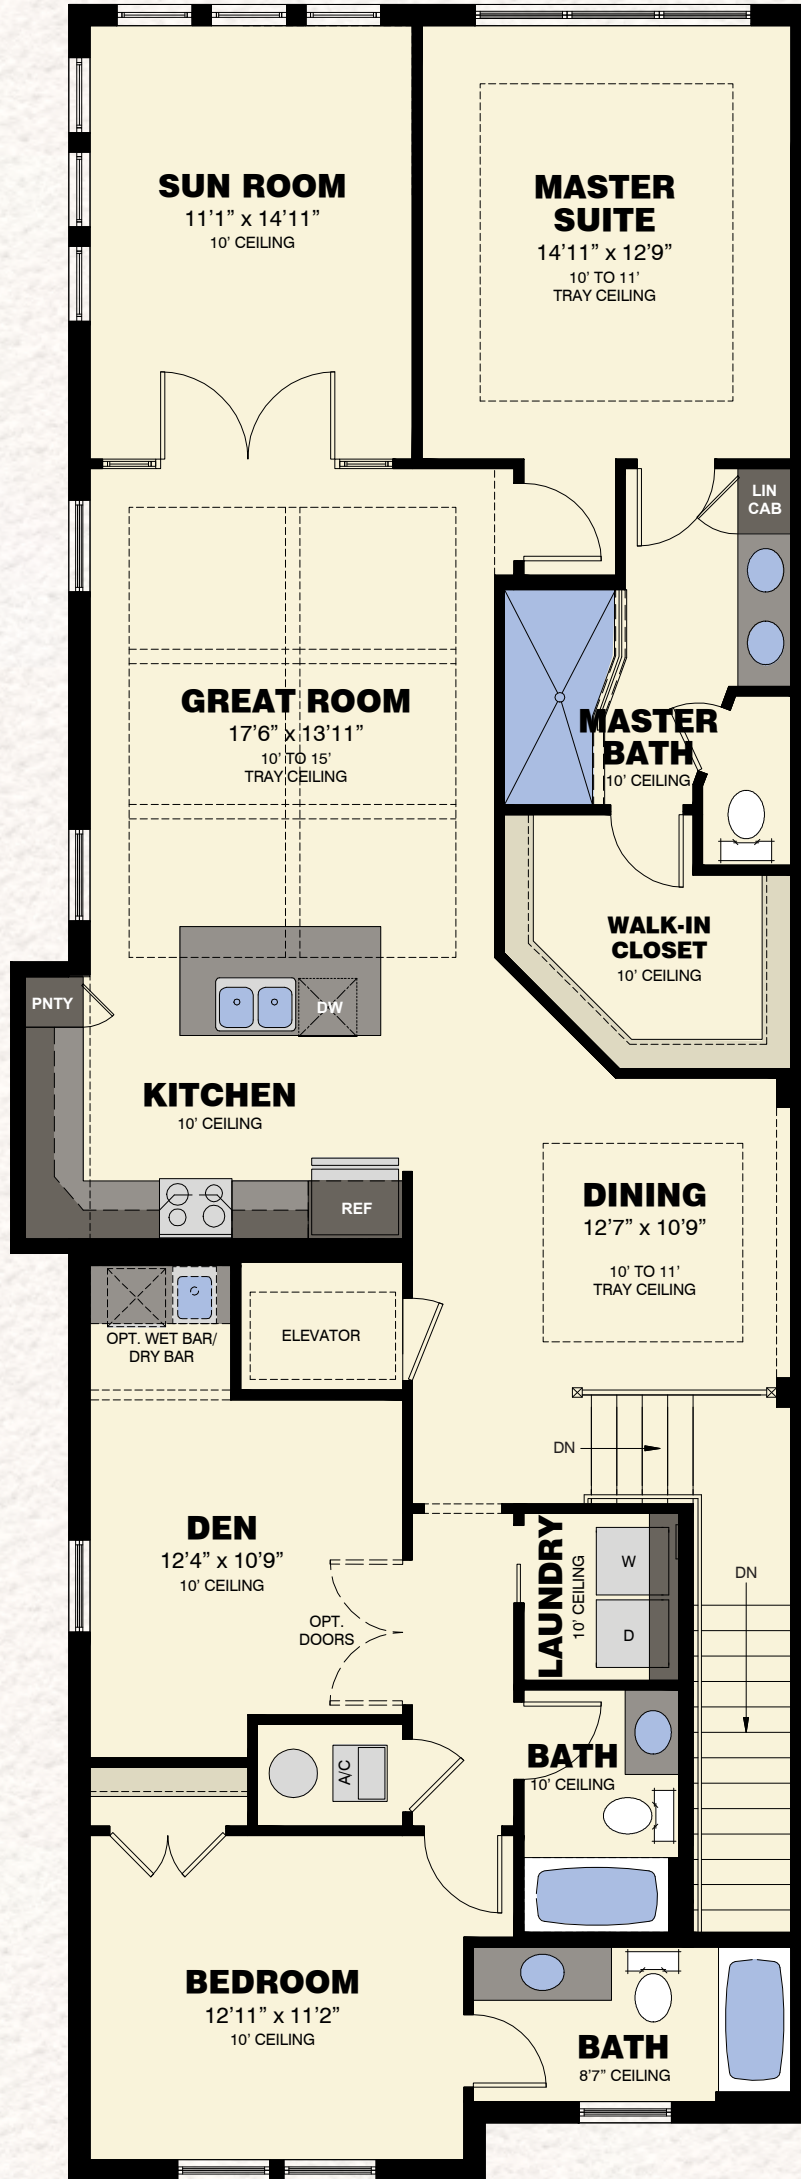 SUN ROOM
11’1” x 14’11”
10’ CEILING
MASTER
SUITE
14’11” x 12’9”
10’ TO 11’
TRAY CEILING
LIN
CAB
GREAT ROOM
17’6” x 13’11”
10’ TO 15’
TRAY CEILING
MASTER
BATH
10’ CEILING
WALK-IN
CLOSET
10’ CEILING
PNTY
DW
KITCHEN
10’ CEILING
REF
DINING
12’7” x 10’9”
10’ TO 11’
TRAY CEILING
OPT. WET BAR/
DRY BAR
ELEVATOR
DN
DEN
12’4” x 10’9”
10’ CEILING
OPT.
DOORS
LAUNDRY
10’ CEILING
W
D
DN
A/C
BATH
10’ CEILING
BEDROOM
12’11” x 11’2”
10’ CEILING
BATH
8’7” CEILING